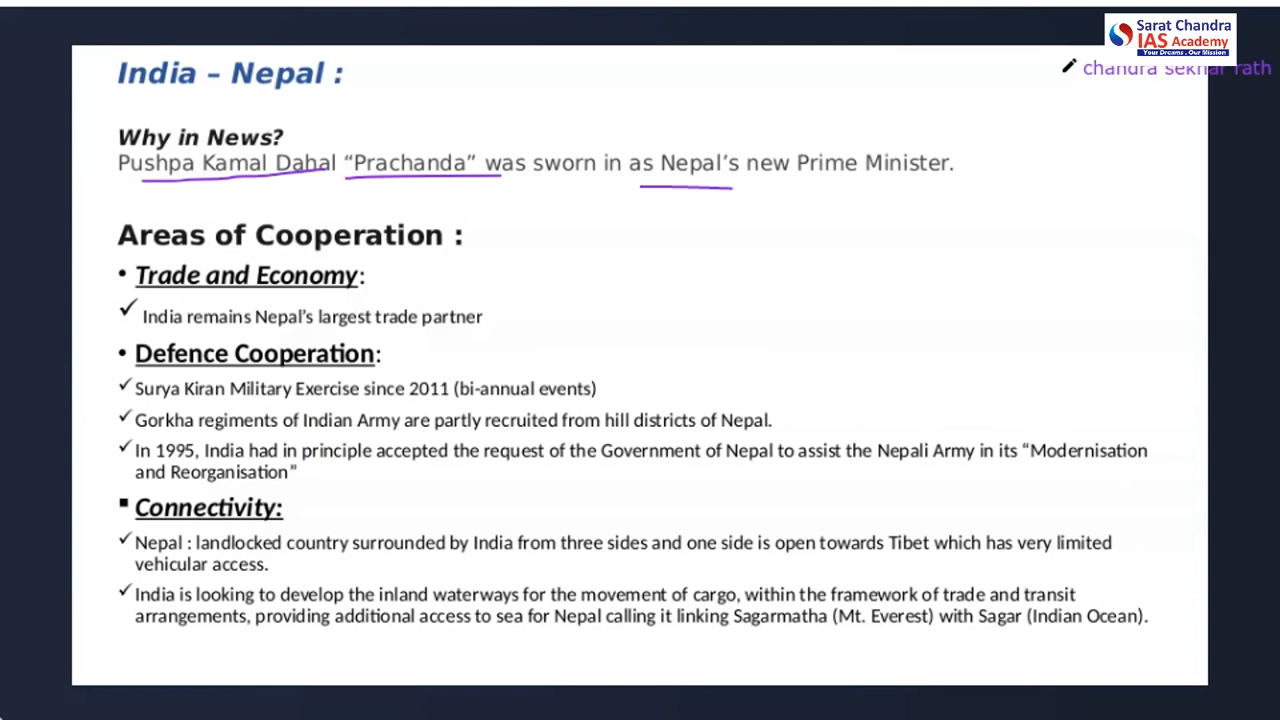 Sarat Chandra
IAS Academy
Your Dreams. Our Mission
chandra sekhar rath
India – Nepal :
Why in News?
Pushpa Kamal Dahal “Prachanda” was sworn in as Nepal’s new Prime Minister.
Areas of Cooperation :
• Trade and Economy:
✓ India remains Nepal’s largest trade partner
• Defence Cooperation:
✓ Surya Kiran Military Exercise since 2011 (bi-annual events)
✓ Gorkha regiments of Indian Army are partly recruited from hill districts of Nepal.
✓ In 1995, India had in principle accepted the request of the Government of Nepal to assist the Nepali Army in its “Modernisation
and Reorganisation”
▪ Connectivity:
✓ Nepal : landlocked country surrounded by India from three sides and one side is open towards Tibet which has very limited
vehicular access.
✓ India is looking to develop the inland waterways for the movement of cargo, within the framework of trade and transit
arrangements, providing additional access to sea for Nepal calling it linking Sagarmatha (Mt. Everest) with Sagar (Indian Ocean).